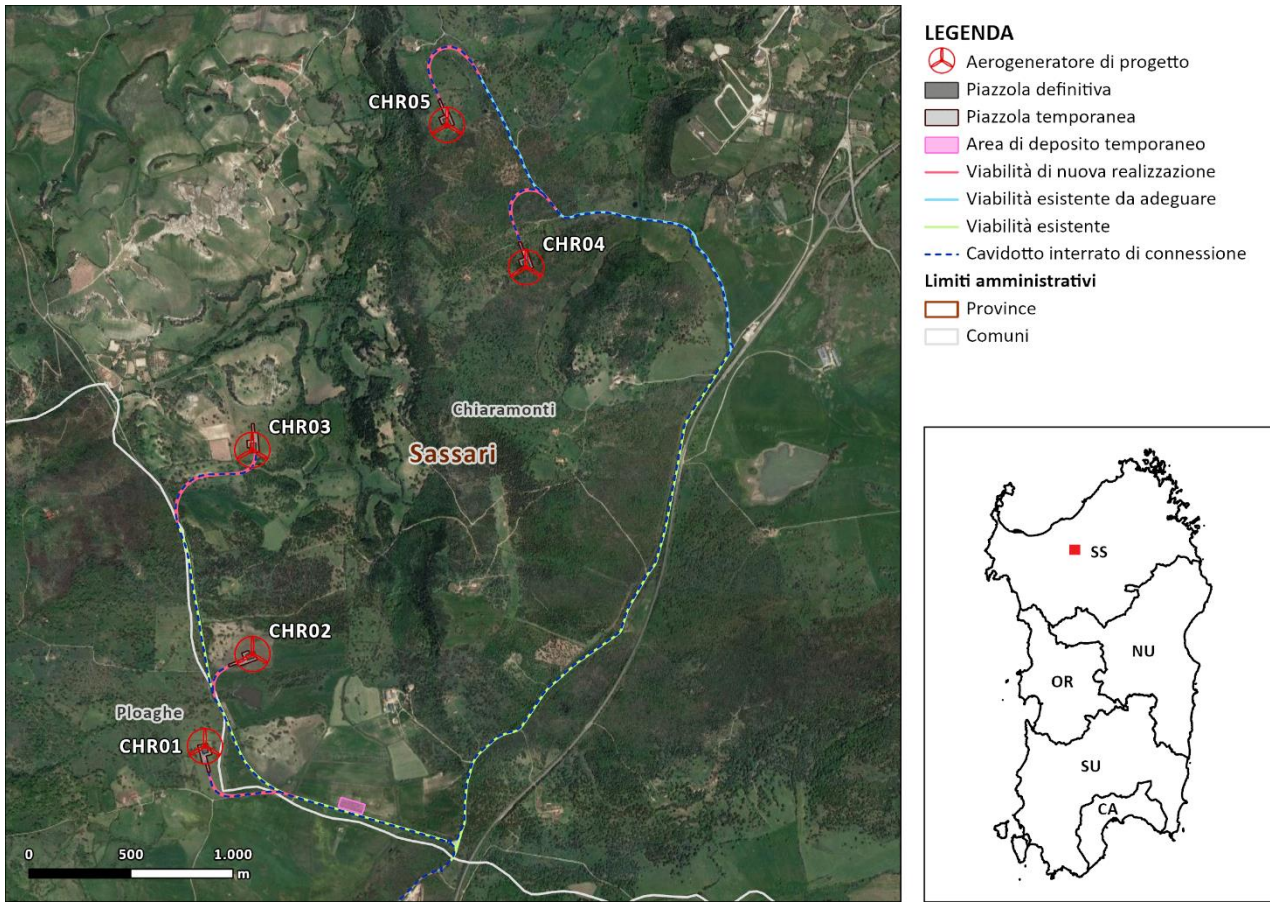 CHR05
CHR04
CHR03
Chiaramonti
Sassari
CHR02
Ploaghe
CHR01
0 500 1.000
m
LEGENDA
Aerogeneratore di progetto
Piazzola definitiva
Piazzola temporanea
Area di deposito temporaneo
Viabilità di nuova realizzazione
Viabilità esistente da adeguare
Viabilità esistente
Cavidotto interrato di connessione
Limiti amministrativi
Province
Comuni
SS
NU
OR
SU
CA